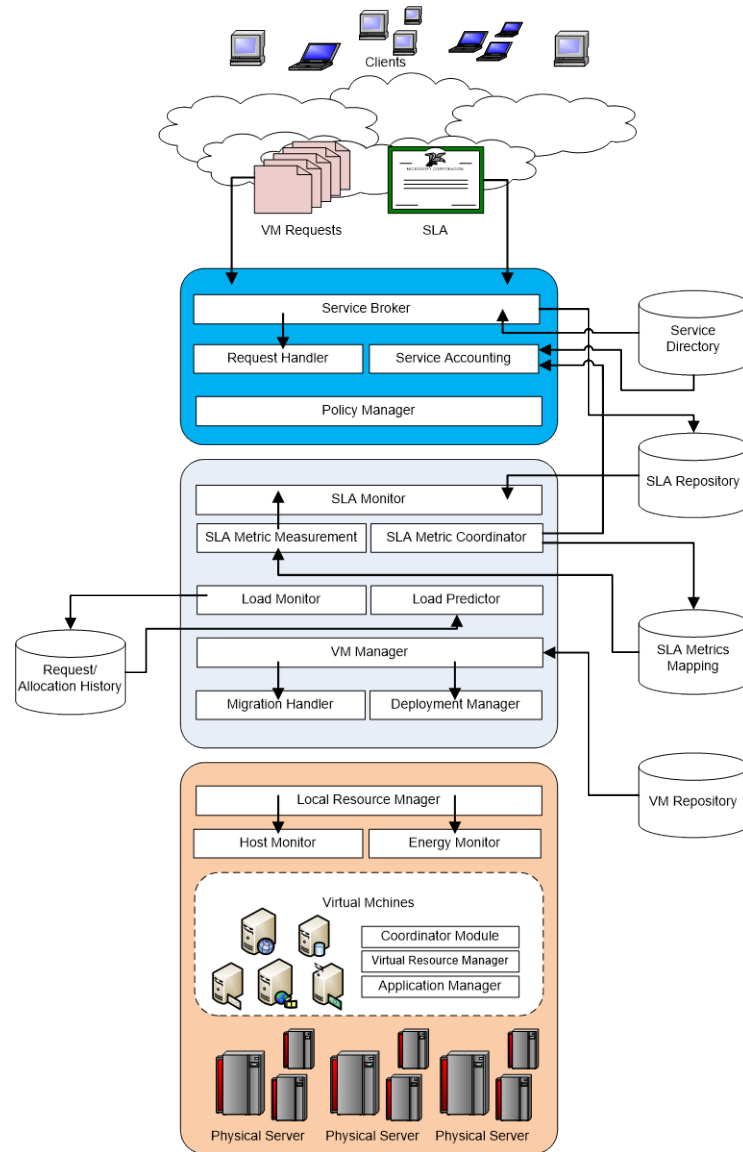 Clients
MICROSOFT CORPORATION
VM Requests
SLA
Service Broker
Service
Directory
Request Handler
Service Accounting
Policy Manager
SLA Repository
SLA Monitor
SLA Metric Measurement
SLA Metric Coordinator
Load Monitor
Load Predictor
Request/
Allocation History
VM Manager
SLA Metrics
Mapping
Migration Handler
Deployment Manager
VM Repository
Local Resource Mnager
Host Monitor
Energy Monitor
Virtual Mchines
Coordinator Module
Virtual Resource Manager
Application Manager
Physical Server
Physical Server
Physical Server